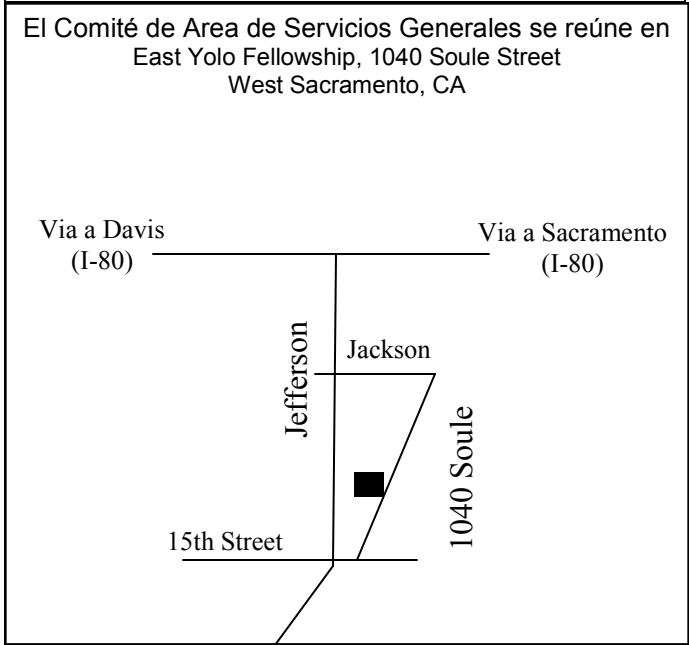 El Comité de Area de Servicios Generales se reúne en
East Yolo Fellowship, 1040 Soule Street
West Sacramento, CA
Via a Davis
(I-80)
Via a Sacramento
(I-80)
Jefferson
Jackson
1040 Soule
15th Street